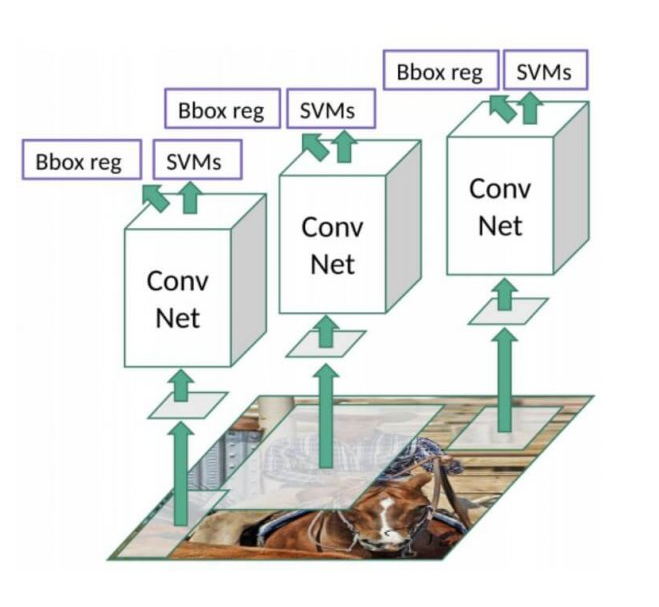 Bbox reg
SVMs
Bbox reg
SVMs
Bbox reg
SVMs
Conv
Net
Conv
Net
Conv
Net